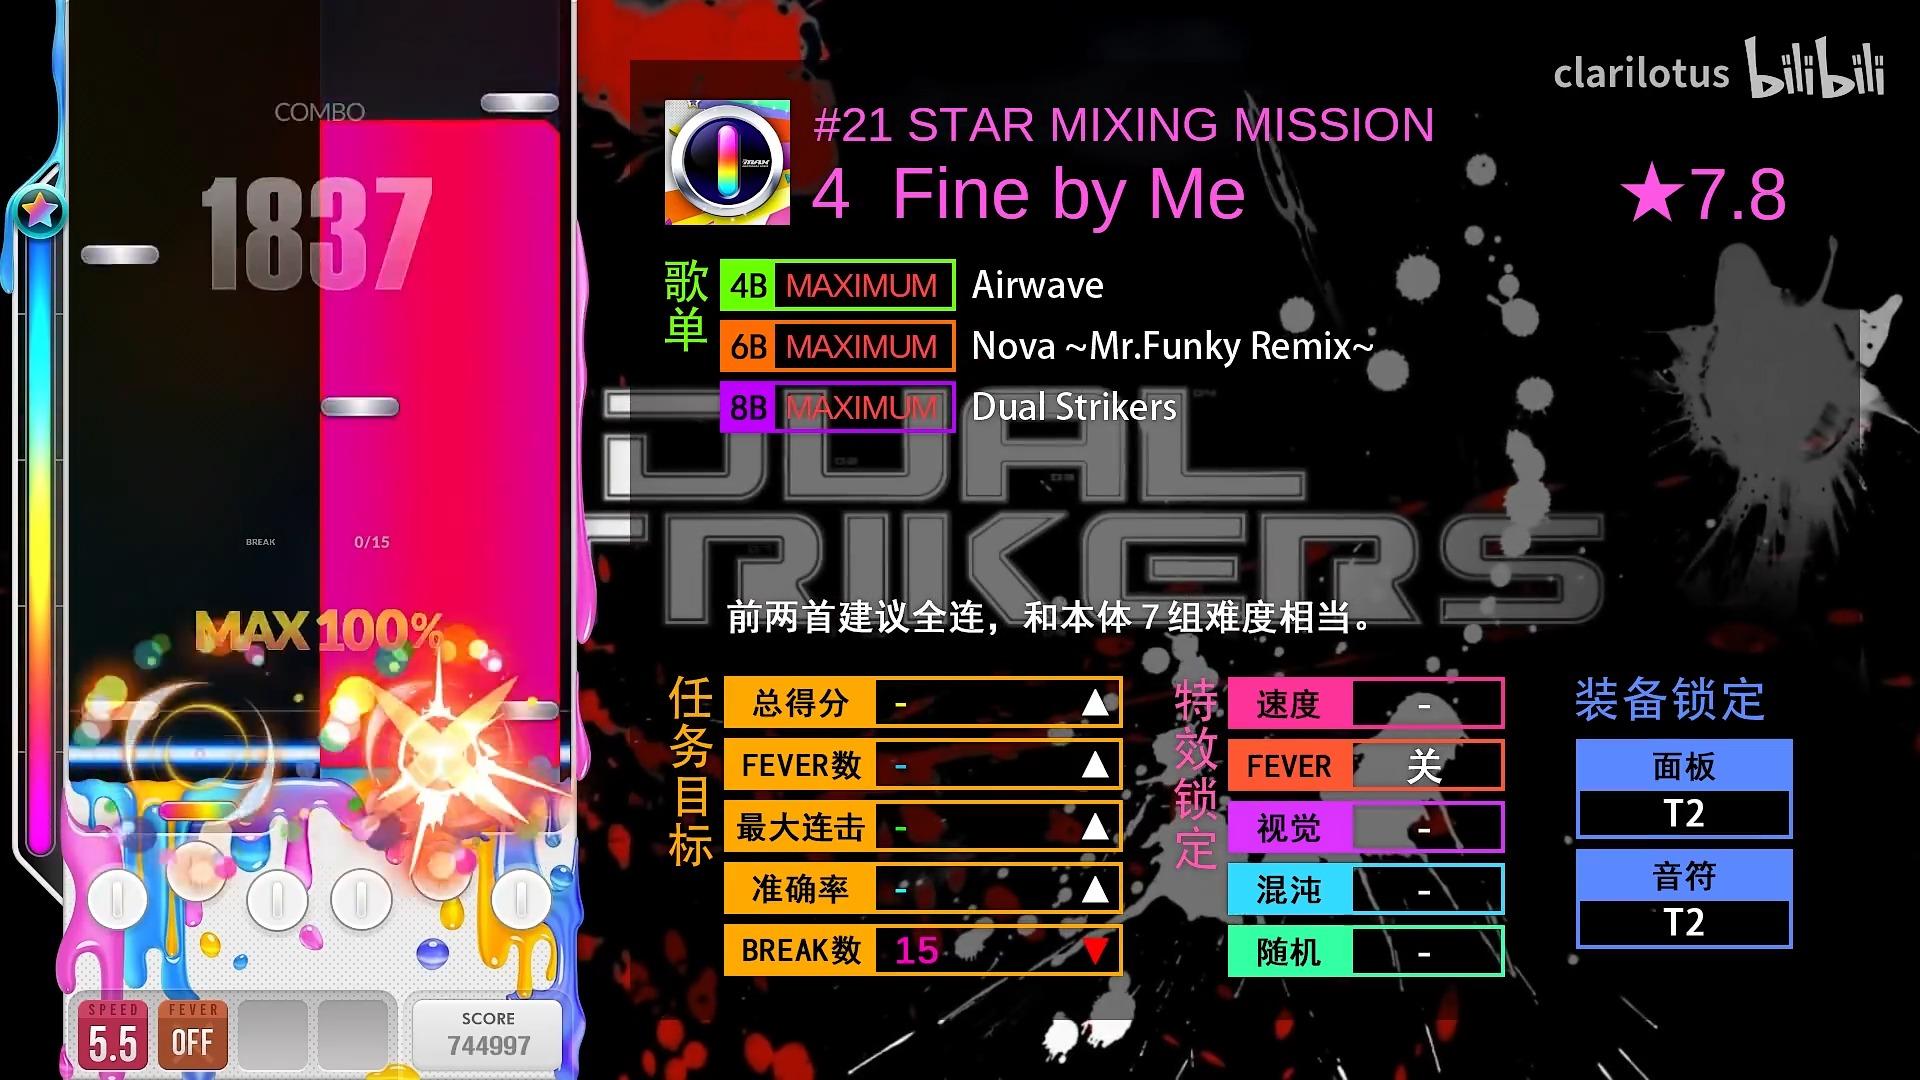 clarilotus bilibili
COMBO
1837
BREAK 0/15
MAX 100%
SPEED
5.5
FEVER
OFF
SCORE
744997
#21 STAR MIXING MISSION
4 Fine by Me
★7.8
歌单
4B MAXIMUM Airwave
6B MAXIMUM Nova ~Mr.Funky Remix~
8B MAXIMUM Dual Strikers
DUAL
TRIKERS
前两首建议全连，和本体7组难度相当。
任务目标
总得分 - ▲
FEVER数 - ▲
最大连击 - ▲
准确率 - ▲
BREAK数 15 ▼
特效锁定
速度 -
FEVER 关
视觉 -
混沌 -
随机 -
装备锁定
面板
T2
音符
T2